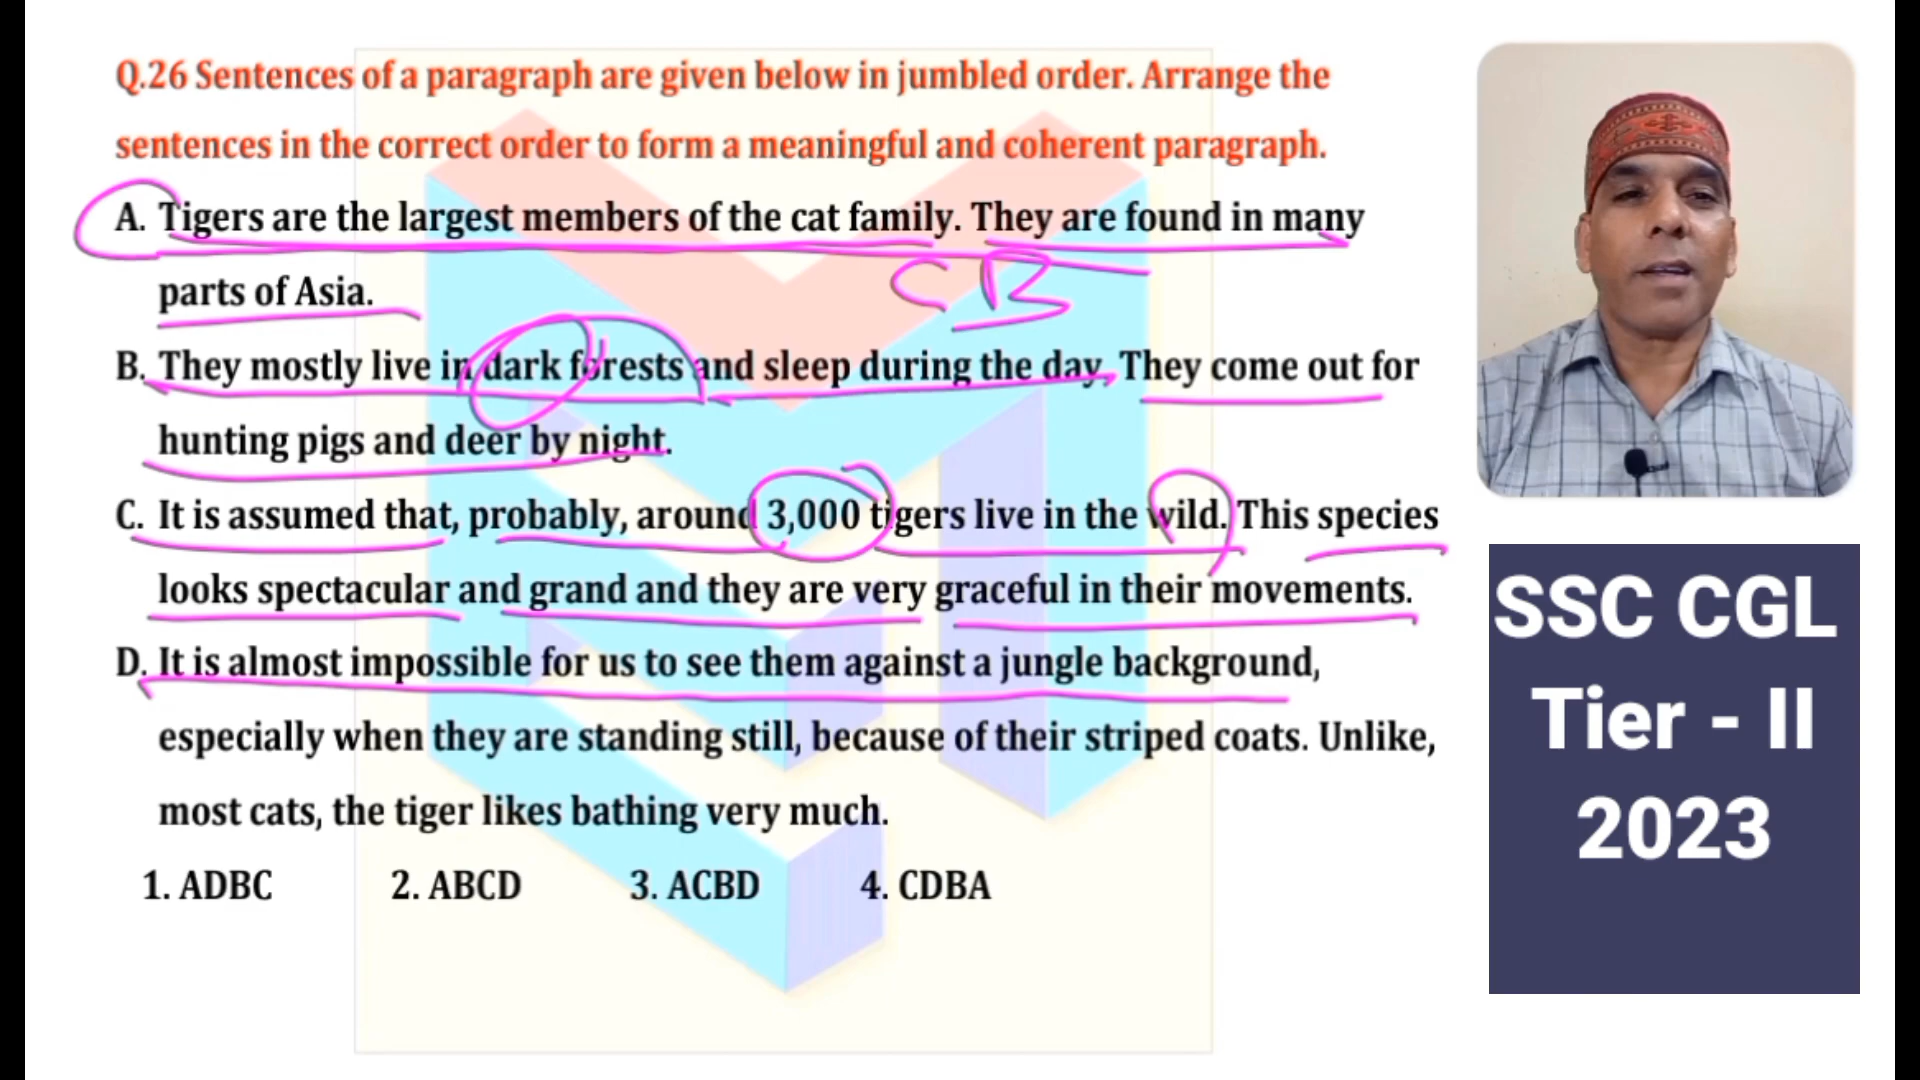 Q.26 Sentences of a paragraph are given below in jumbled order. Arrange the
sentences in the correct order to form a meaningful and coherent paragraph.
A. Tigers are the largest members of the cat family. They are found in many
parts of Asia.
C B
B. They mostly live in dark forests and sleep during the day, They come out for
hunting pigs and deer by night.
C. It is assumed that, probably, around 3,000 tigers live in the wild. This species
looks spectacular and grand and they are very graceful in their movements.
D. It is almost impossible for us to see them against a jungle background,
especially when they are standing still, because of their striped coats. Unlike,
most cats, the tiger likes bathing very much.
1. ADBC 2. ABCD 3. ACBD 4. CDBA
SSC CGL
Tier - II
2023